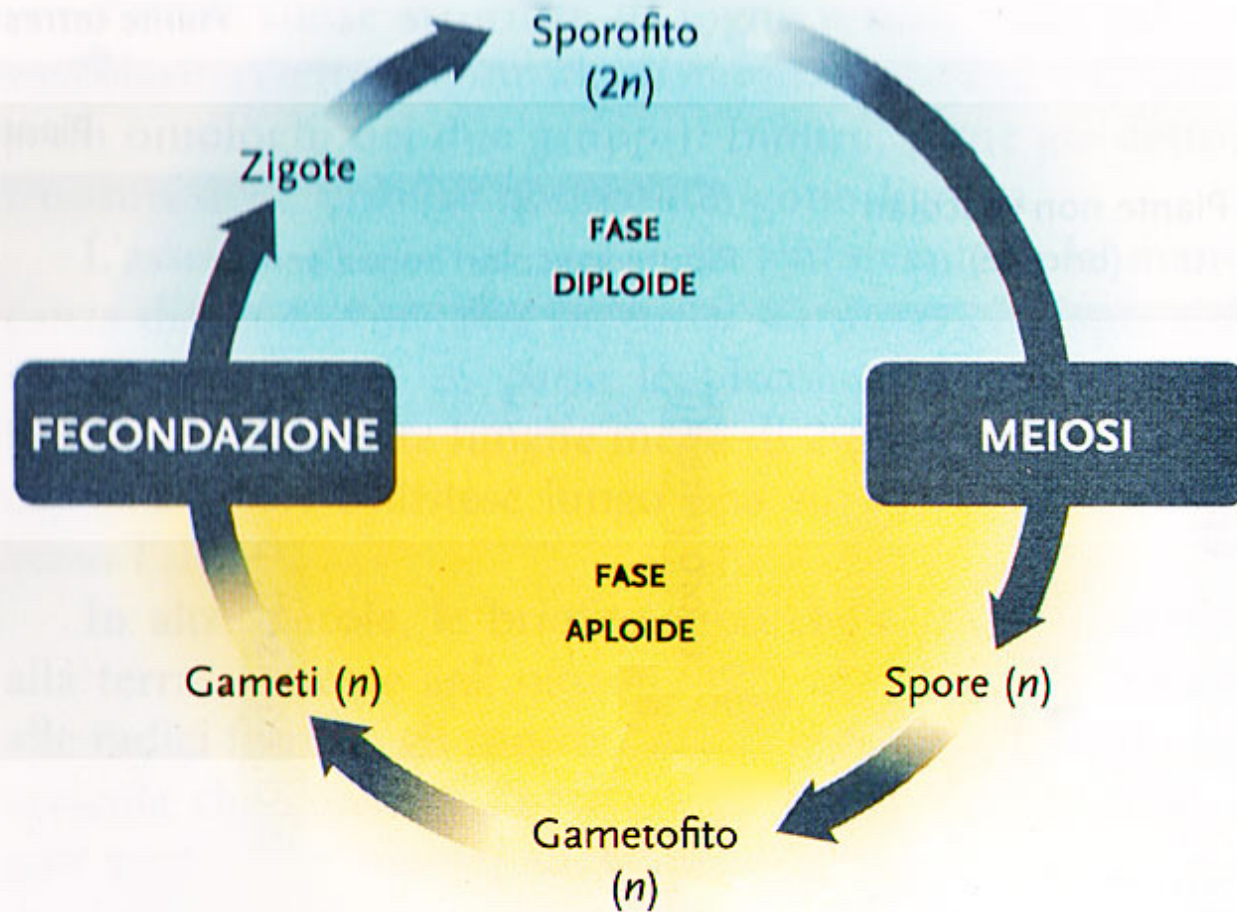 Sporofito
(2n)
Zigote
FASE
DIPLOIDE
FECONDAZIONE
MEIOSI
FASE
APLOIDE
Gameti (n)
Spore (n)
Gametofito
(n)